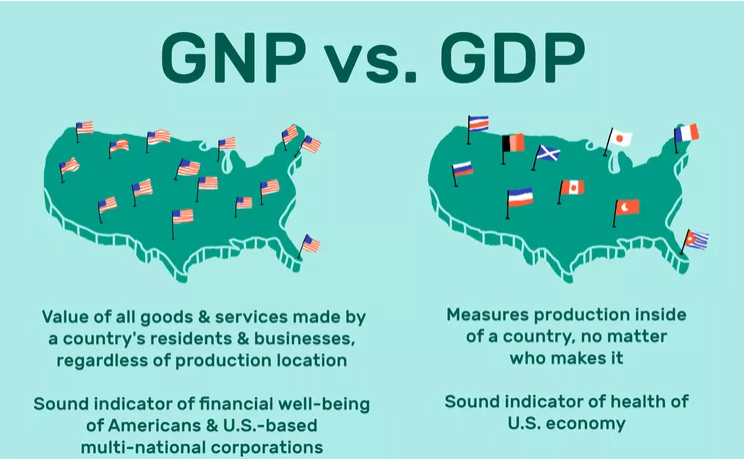 GNP vs. GDP
Value of all goods & services made by
a country's residents & businesses,
regardless of production location
Sound indicator of financial well-being
of Americans & U.S.-based
multi-national corporations
Measures production inside
of a country, no matter
who makes it
Sound indicator of health of
U.S. economy